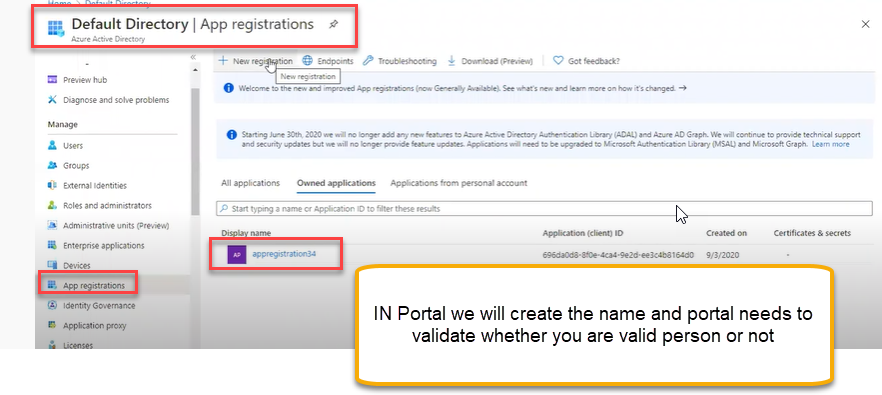 Default Directory | App registrations
Azure Active Directory
Preview hub
Diagnose and solve problems
Manage
Users
Groups
External Identities
Roles and administrators
Administrative units (Preview)
Enterprise applications
Devices
App registrations
Identity Governance
Application proxy
Licenses
New registration Endpoints Troubleshooting Download (Preview) Got feedback?
New registration
Welcome to the new and improved App registrations (now Generally Available). See what's new and learn more on how it's changed. →
Starting June 30th, 2020 we will no longer add any new features to Azure Active Directory Authentication Library (ADAL) and Azure AD Graph. We will continue to provide technical support
and security updates but we will no longer provide feature updates. Applications will need to be upgraded to Microsoft Authentication Library (MSAL) and Microsoft Graph. Learn more
All applications Owned applications Applications from personal account
Start typing a name or Application ID to filter these results
Display name Application (client) ID Created on Certificates & secrets
AP appregistration34 696da0d8-8f0e-4ca4-9e2d-ee3c4b8164d0 9/3/2020 -
IN Portal we will create the name and portal needs to
validate whether you are valid person or not